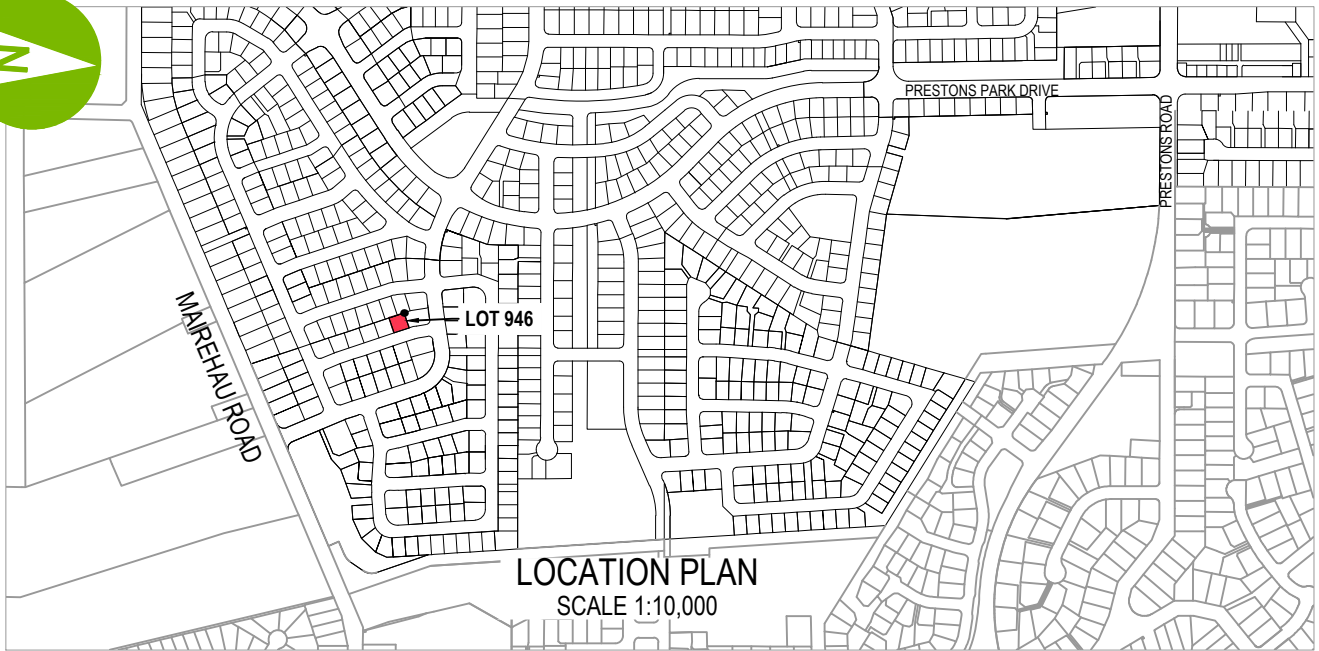 N
PRESTONS PARK DRIVE
PRESTONS ROAD
MAIREHAU ROAD
LOT 946
LOCATION PLAN
SCALE 1:10,000